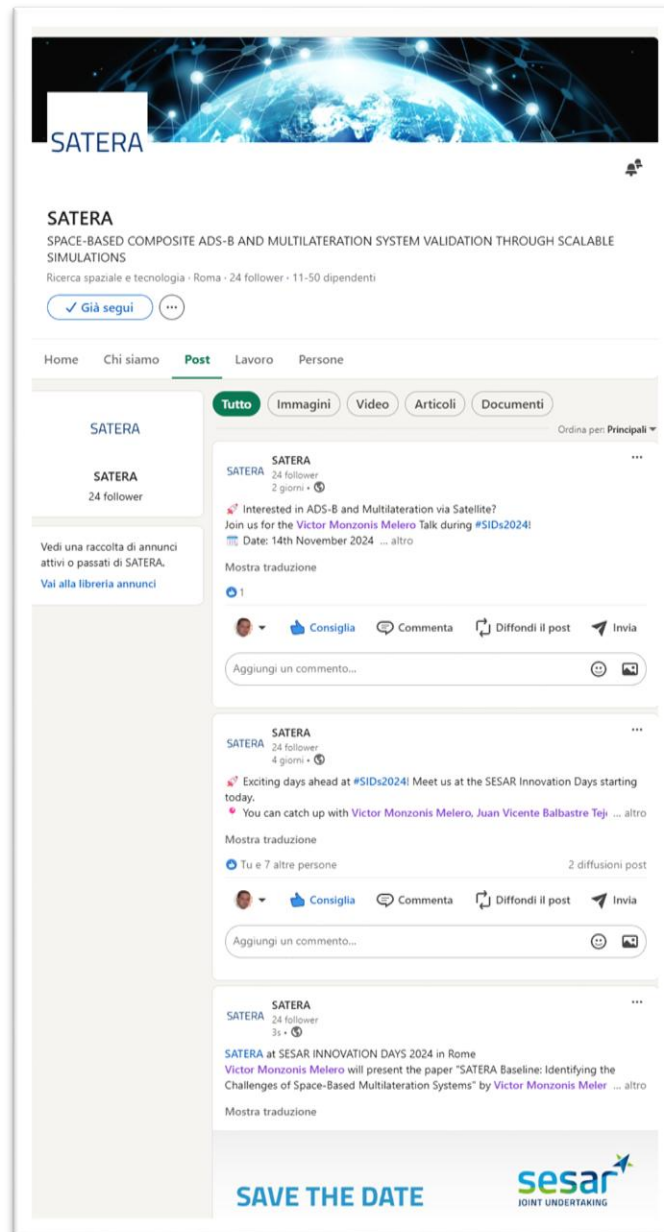 SATERA
SATERA
SPACE-BASED COMPOSITE ADS-B AND MULTILATERATION SYSTEM VALIDATION THROUGH SCALABLE
SIMULATIONS
Ricerca spaziale e tecnologia · Roma · 24 follower · 11-50 dipendenti
✓ Già segui
Home Chi siamo Post Lavoro Persone
SATERA
SATERA
24 follower
Vedi una raccolta di annunci
attivi o passati di SATERA.
Vai alla libreria annunci
Tutto Immagini Video Articoli Documenti
Ordina per: Principali
SATERA
SATERA
24 follower
2 giorni •
🚀 Interested in ADS-B and Multilateration via Satellite?
Join us for the Victor Monzonis Melero Talk during #SIDs2024!
📅 Date: 14th November 2024 ... altro
Mostra traduzione
1
Consiglia Commenta Diffondi il post Invia
Aggiungi un commento...
SATERA
SATERA
24 follower
4 giorni •
🚀 Exciting days ahead at #SIDs2024! Meet us at the SESAR Innovation Days starting
today.
📍 You can catch up with Victor Monzonis Melero, Juan Vicente Balbastre Tej ... altro
Mostra traduzione
Tu e 7 altre persone 2 diffusioni post
Consiglia Commenta Diffondi il post Invia
Aggiungi un commento...
SATERA
SATERA
24 follower
3s •
SATERA at SESAR INNOVATION DAYS 2024 in Rome
Victor Monzonis Melero will present the paper "SATERA Baseline: Identifying the
Challenges of Space-Based Multilateration Systems" by Victor Monzonis Meler ... altro
Mostra traduzione
SAVE THE DATE
sesar
JOINT UNDERTAKING